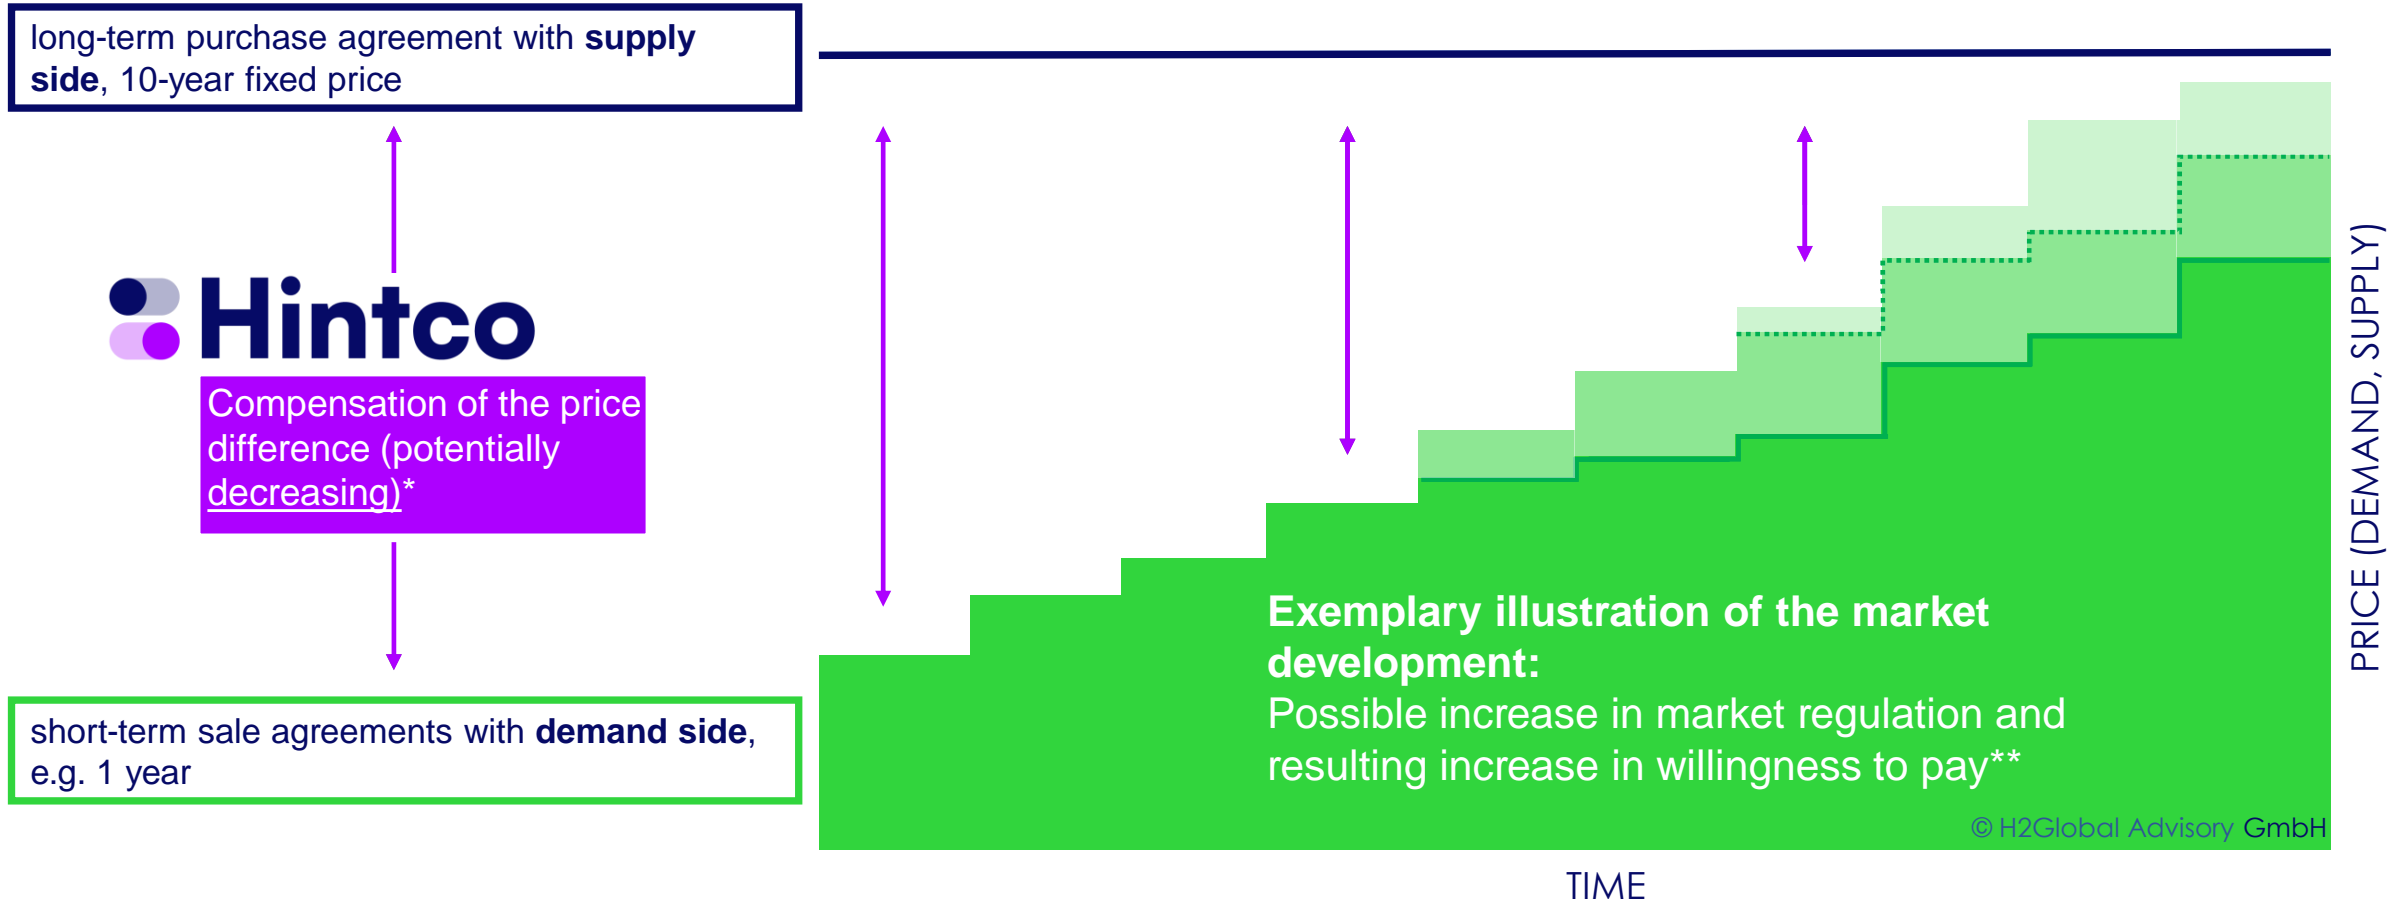 long-term purchase agreement with supply
side, 10-year fixed price
Hintco
Compensation of the price
difference (potentially
decreasing)*
short-term sale agreements with demand side,
e.g. 1 year
Exemplary illustration of the market
development:
Possible increase in market regulation and
resulting increase in willingness to pay**
© H2Global Advisory GmbH
PRICE (DEMAND, SUPPLY)
TIME